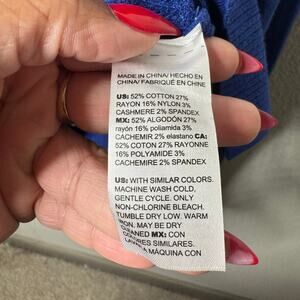 MADE IN CHINA/ HECHO EN
CHINA/ FABRIQUÉ EN CHINE
US: 52% COTTON 27%
RAYON 16% NYLON 3%
CASHMERE 2% SPANDEX
MX: 52% ALGODÓN 27%
rayón 16% poliamida 3%
CACHEMIR 2% elastano CA:
52% COTON 27% RAYONNE
16% POLYAMIDE 3%
CACHEMIRE 2% SPANDEX
US: WITH SIMILAR COLORS.
MACHINE WASH COLD,
GENTLE CYCLE. ONLY
NON-CHLORINE BLEACH.
TUMBLE DRY LOW. WARM
IRON. MAY BE DRY
CLEANED MX: CON
SIMILARES.
A MÁQUINA CON